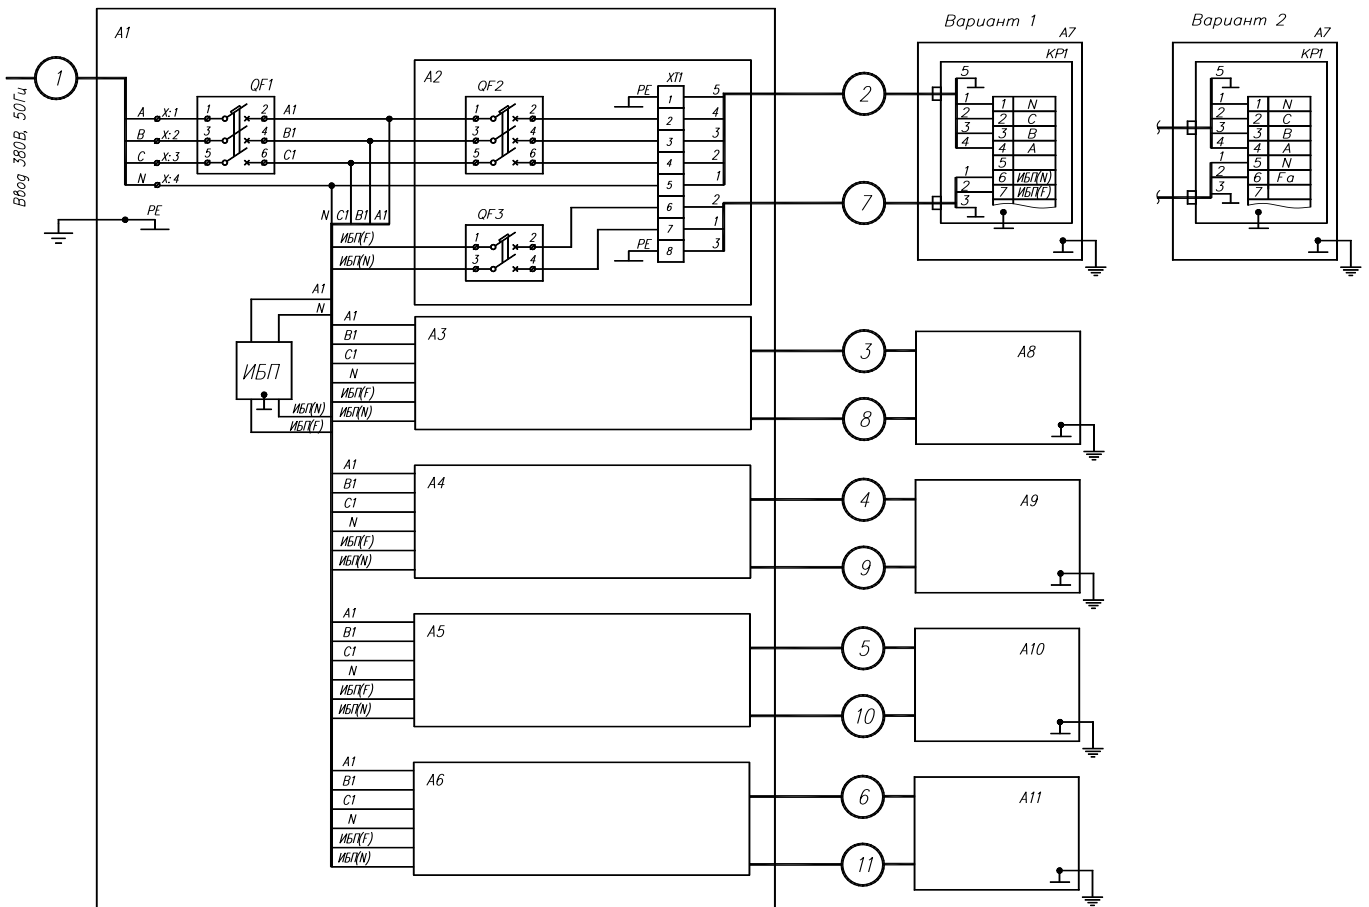 Ввод 380В, 50Гц
1
A1
A X:1
B X:2
C X:3
N X:4
PE
QF1
1 2
3 4
5 6
A1
B1
C1
N C1 B1 A1
A2
QF2
1 2
3 4
5 6
QF3
1 2
3 4
ИБП(F)
ИБП(N)
XT1
PE 1 5
2 4
3 3
4 2
5 1
6 2
7 1
PE 8 3
2
7
Вариант 1
A7
KP1
5
1 1 N
2 2 C
3 3 B
4 4 A
5
1 6 ИБП(N)
2 7 ИБП(F)
3
Вариант 2
A7
KP1
5
1 1 N
2 2 C
3 3 B
4 4 A
1 5 N
2 6 Fa
3 7
A1
N
ИБП
ИБП(N)
ИБП(F)
A1
B1
C1
N
ИБП(F)
ИБП(N)
A3
3
8
A8
A1
B1
C1
N
ИБП(F)
ИБП(N)
A4
4
9
A9
A1
B1
C1
N
ИБП(F)
ИБП(N)
A5
5
10
A10
A1
B1
C1
N
ИБП(F)
ИБП(N)
A6
6
11
A11